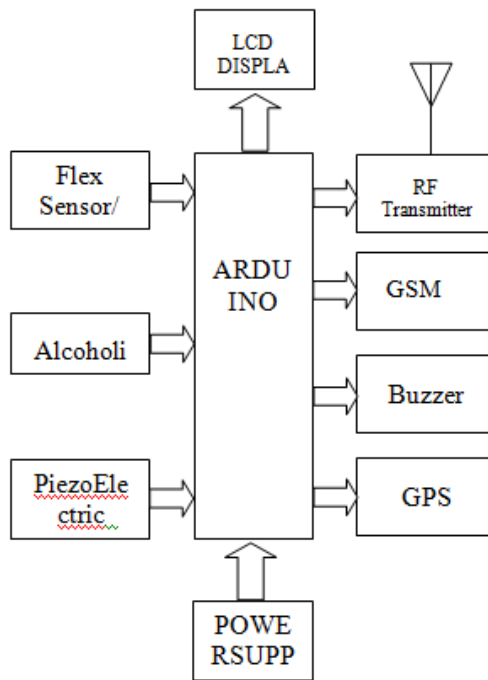 LCD
DISPLA
Flex
Sensor/
RF
Transmitter
ARDU
INO
GSM
Alcoholi
Buzzer
PiezoEle
ctric
GPS
POWE
RSUPP